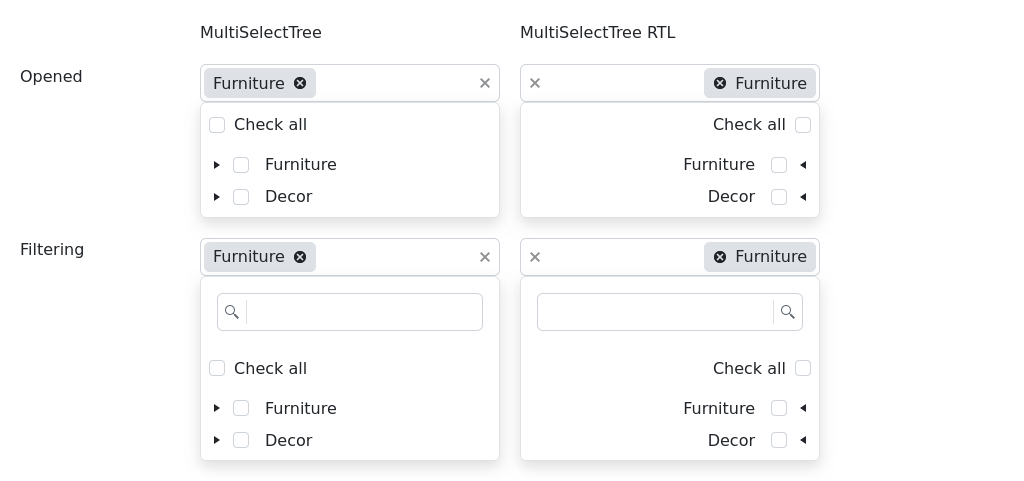 MultiSelectTree MultiSelectTree RTL
Opened Furniture Furniture
Check all Check all
Furniture Furniture
Decor Decor
Filtering Furniture Furniture
Check all Check all
Furniture Furniture
Decor Decor